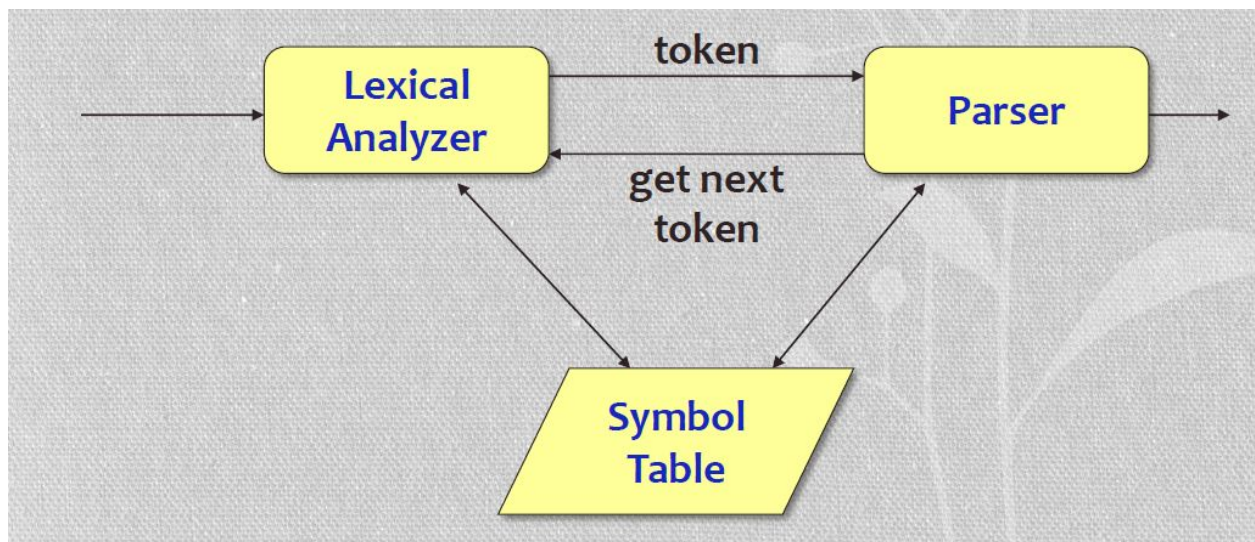 token
Lexical
Analyzer
Parser
get next
token
Symbol
Table